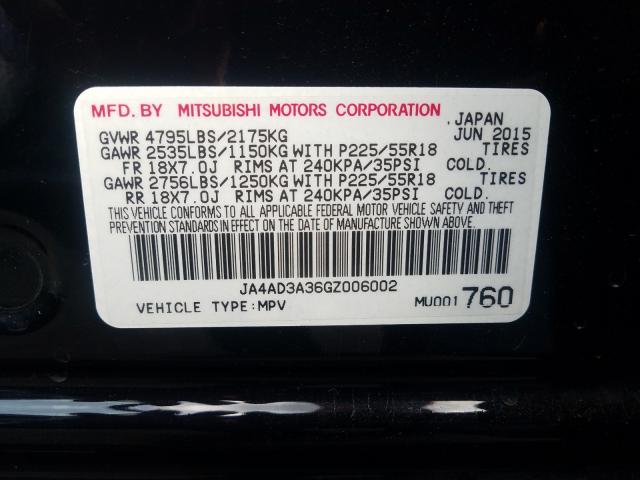 MFD. BY MITSUBISHI MOTORS CORPORATION, JAPAN
GVWR 4795LBS/2175KG JUN 2015
GAWR 2535LBS/1150KG WITH P225/55R18 TIRES
FR 18X7.0J RIMS AT 240KPA/35PSI COLD.
GAWR 2756LBS/1250KG WITH P225/55R18 TIRES
RR 18X7.0J RIMS AT 240KPA/35PSI COLD.
THIS VEHICLE CONFORMS TO ALL APPLICABLE FEDERAL MOTOR VEHICLE SAFETY AND THEFT
PREVENTION STANDARDS IN EFFECT ON THE DATE OF MANUFACTURE SHOWN ABOVE.
JA4AD3A36GZ006002
VEHICLE TYPE:MPV MU001760